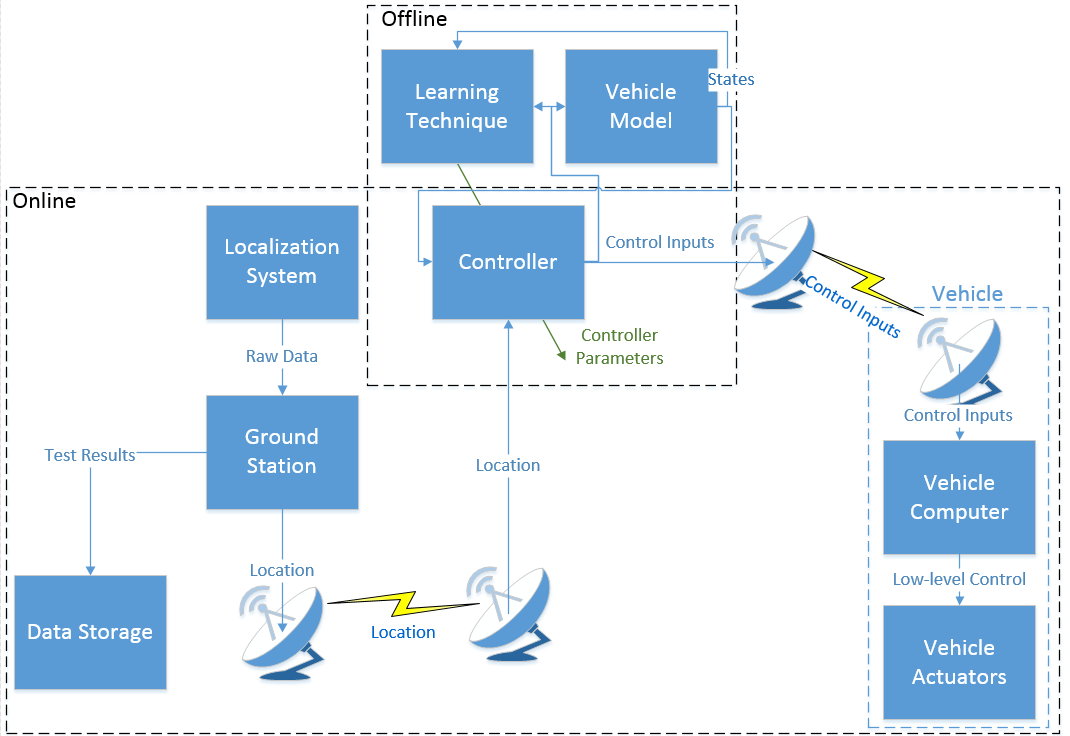 Offline
Learning
Technique
Vehicle
Model
States
Online
Localization
System
Controller
Control Inputs
Control Inputs
Vehicle
Raw Data
Controller
Parameters
Control Inputs
Ground
Station
Test Results
Location
Vehicle
Computer
Location
Low-level Control
Data Storage
Location
Vehicle
Actuators